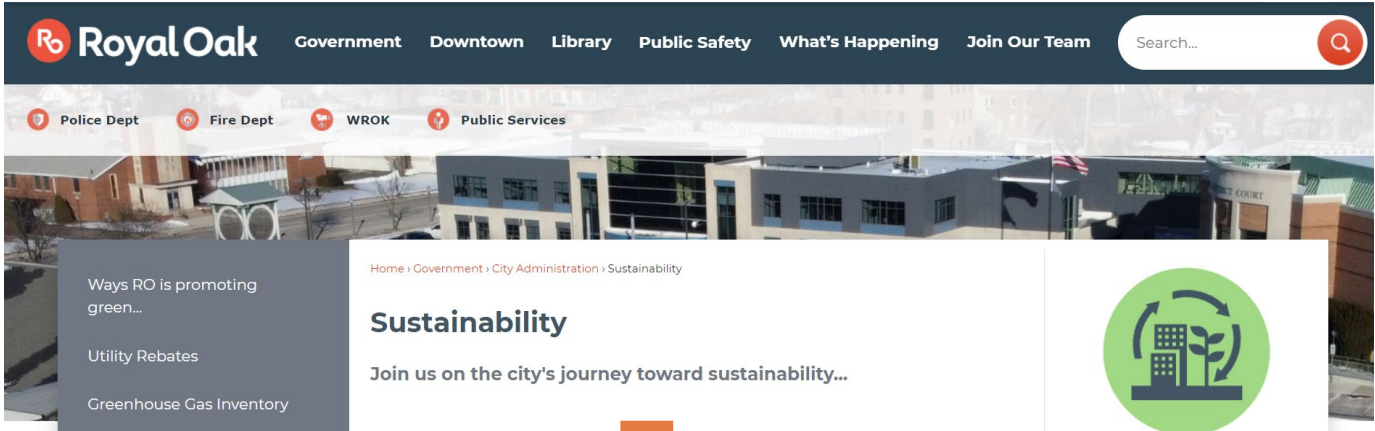 Ro Royal Oak Government Downtown Library Public Safety What's Happening Join Our Team Search...
Police Dept Fire Dept WROK Public Services
COURT
Ways RO is promoting
green...
Utility Rebates
Greenhouse Gas Inventory
Home › Government › City Administration › Sustainability
Sustainability
Join us on the city's journey toward sustainability...